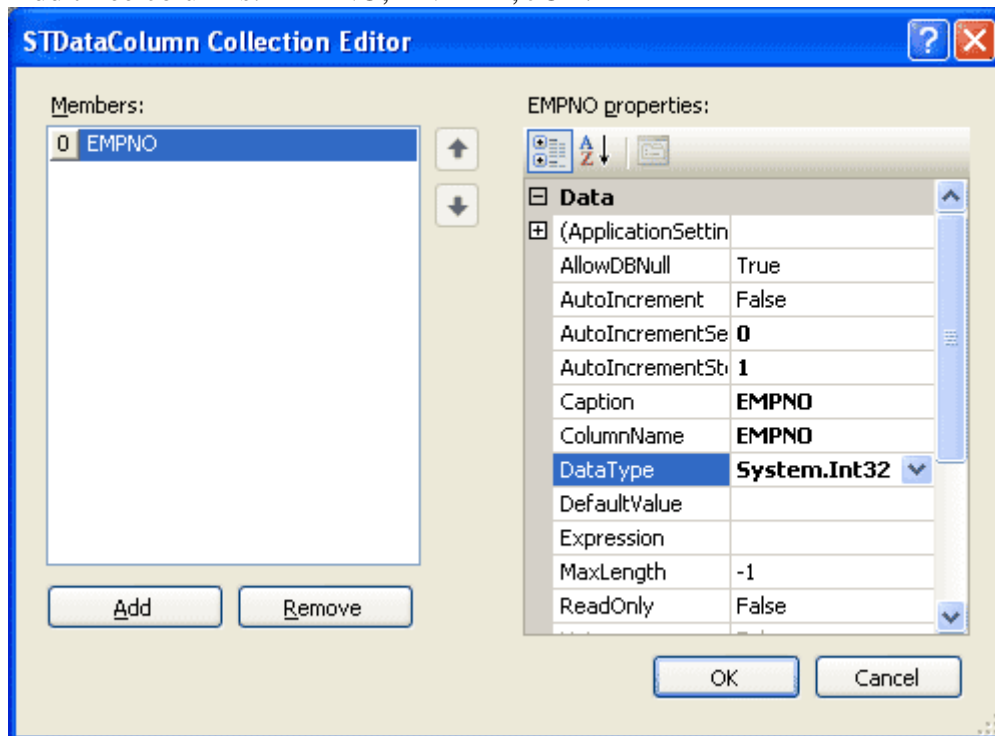 STDataColumn Collection Editor
Members:
0 EMPNO
Add
Remove
EMPNO properties:
Data
(ApplicationSettin
AllowDBNull True
AutoIncrement False
AutoIncrementSe 0
AutoIncrementSt 1
Caption EMPNO
ColumnName EMPNO
DataType System.Int32
DefaultValue
Expression
MaxLength -1
ReadOnly False
OK
Cancel